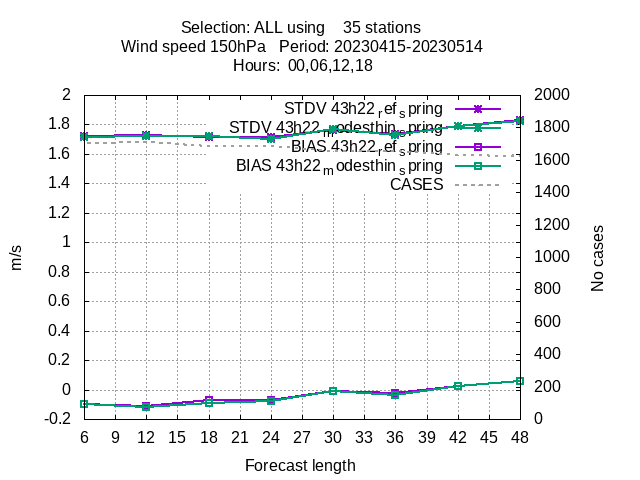 Selection: ALL using    35 stations
Wind speed 150hPa   Period: 20230415-20230514
Hours:  00,06,12,18
STDV 43h22_ref_spring
STDV 43h22_modesthin_spring
BIAS 43h22_ref_spring
BIAS 43h22_modesthin_spring
CASES
2
1.8
1.6
1.4
1.2
1
0.8
0.6
0.4
0.2
0
-0.2
m/s
2000
1800
1600
1400
1200
1000
800
600
400
200
0
No cases
6 9 12 15 18 21 24 27 30 33 36 39 42 45 48
Forecast length